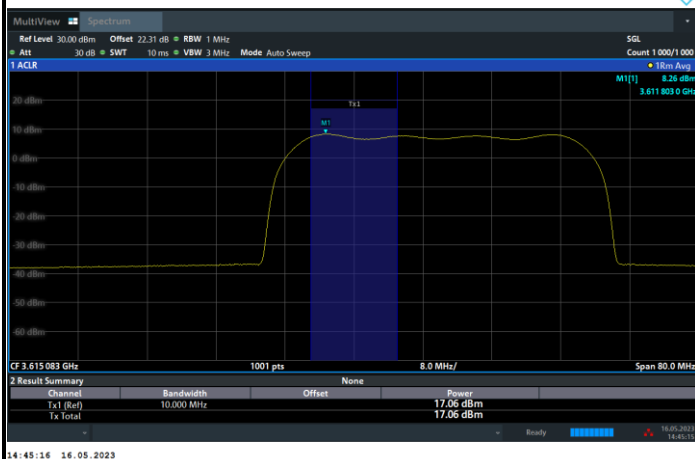 MultiView Spectrum
Ref Level 30.00 dBm Offset 22.31 dB RBW 1 MHz SGL
Att 30 dB SWT 10 ms VBW 3 MHz Mode Auto Sweep Count 1 000/1 000
1 ACLR 1Rm Avg
M1[1] 8.26 dBm
3.611 803 0 GHz
20 dBm
Tx1
10 dBm
M1
0 dBm
-10 dBm
-20 dBm
-30 dBm
-40 dBm
-50 dBm
-60 dBm
CF 3.615 083 GHz 1001 pts 8.0 MHz/ Span 80.0 MHz
2 Result Summary None
Channel Bandwidth Offset Power
Tx1 (Ref) 10.000 MHz 17.06 dBm
Tx Total 17.06 dBm
Ready 16.05.2023
14:45:15
14:45:16 16.05.2023